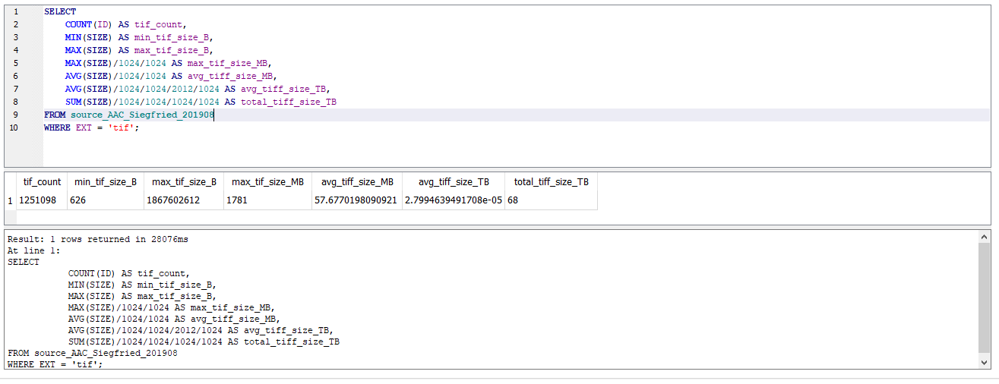 1 SELECT
2 COUNT(ID) AS tif_count,
3 MIN(SIZE) AS min_tif_size_B,
4 MAX(SIZE) AS max_tif_size_B,
5 MAX(SIZE)/1024/1024 AS max_tif_size_MB,
6 AVG(SIZE)/1024/1024 AS avg_tiff_size_MB,
7 AVG(SIZE)/1024/1024/2012/1024 AS avg_tiff_size_TB,
8 SUM(SIZE)/1024/1024/1024/1024 AS total_tiff_size_TB
9 FROM source_AAC_Siegfried_201908
10 WHERE EXT = 'tif';
tif_count min_tif_size_B max_tif_size_B max_tif_size_MB avg_tiff_size_MB avg_tiff_size_TB total_tiff_size_TB
1 1251098 626 1867602612 1781 57.6770198090921 2.7994639491708e-05 68
Result: 1 rows returned in 28076ms
At line 1:
SELECT
COUNT(ID) AS tif_count,
MIN(SIZE) AS min_tif_size_B,
MAX(SIZE) AS max_tif_size_B,
MAX(SIZE)/1024/1024 AS max_tif_size_MB,
AVG(SIZE)/1024/1024 AS avg_tiff_size_MB,
AVG(SIZE)/1024/1024/2012/1024 AS avg_tiff_size_TB,
SUM(SIZE)/1024/1024/1024/1024 AS total_tiff_size_TB
FROM source_AAC_Siegfried_201908
WHERE EXT = 'tif';